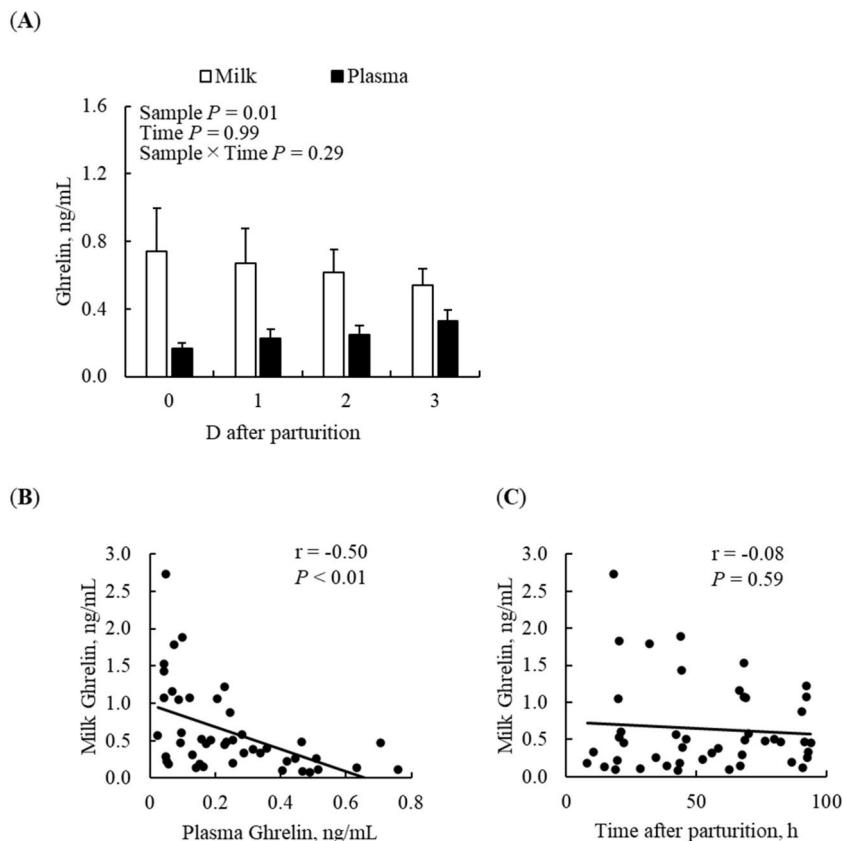 (A)
Milk Plasma
Sample P = 0.01
Time P = 0.99
Sample × Time P = 0.29
Ghrelin, ng/mL
1.6
1.2
0.8
0.4
0.0
0 1 2 3
D after parturition
(B)
r = -0.50
P < 0.01
Milk Ghrelin, ng/mL
3.0
2.5
2.0
1.5
1.0
0.5
0.0
0 0.2 0.4 0.6 0.8
Plasma Ghrelin, ng/mL
(C)
r = -0.08
P = 0.59
Milk Ghrelin, ng/mL
3.0
2.5
2.0
1.5
1.0
0.5
0.0
0 50 100
Time after parturition, h